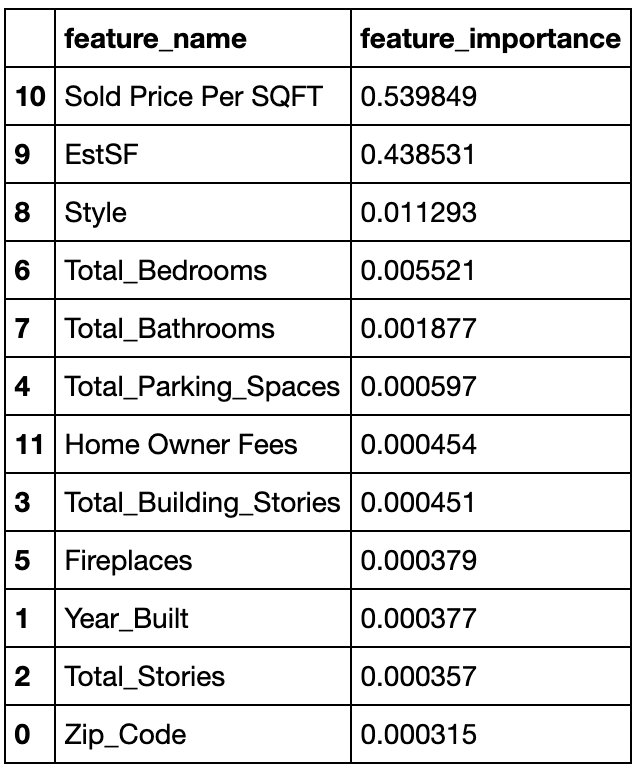 feature_name feature_importance
10 Sold Price Per SQFT 0.539849
9 EstSF 0.438531
8 Style 0.011293
6 Total_Bedrooms 0.005521
7 Total_Bathrooms 0.001877
4 Total_Parking_Spaces 0.000597
11 Home Owner Fees 0.000454
3 Total_Building_Stories 0.000451
5 Fireplaces 0.000379
1 Year_Built 0.000377
2 Total_Stories 0.000357
0 Zip_Code 0.000315